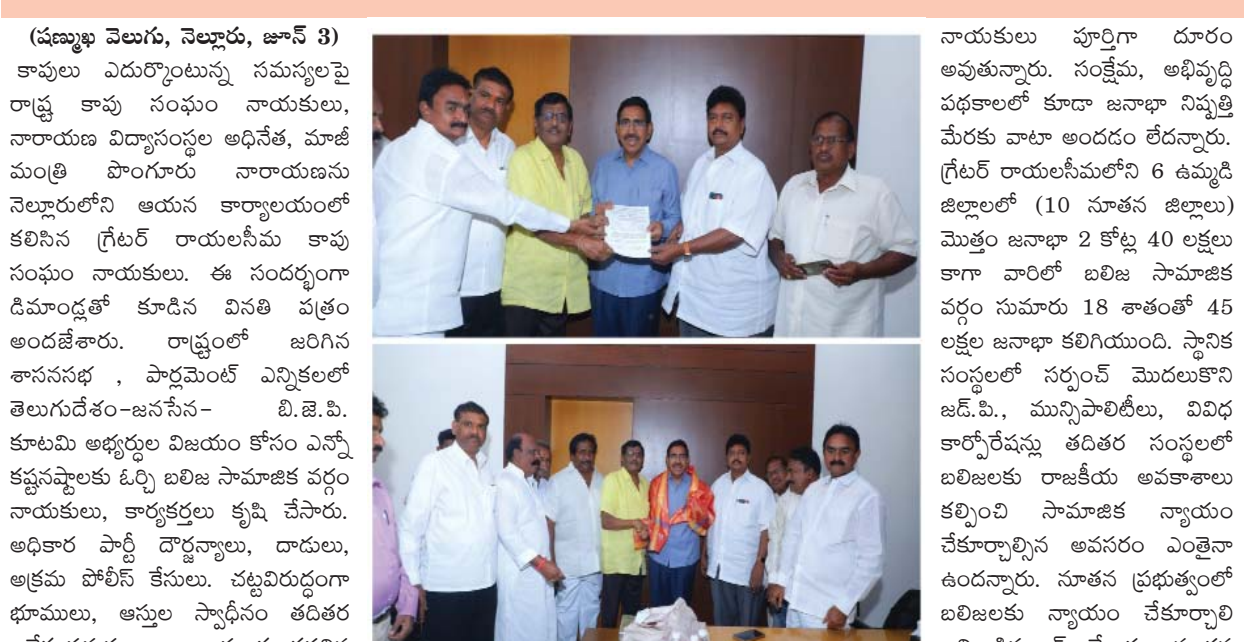 (షణ్ముఖ వెలుగు, నెల్లూరు, జూన్ 3)
కాపులు ఎదుర్కొంటున్న సమస్యలపై
రాష్ట్ర కాపు సంఘం నాయకులు,
నారాయణ విద్యాసంస్థల అధినేత, మాజీ
మంత్రి పొంగూరు నారాయణను
నెల్లూరులోని ఆయన కార్యాలయంలో
కలిసిన గ్రేటర్ రాయలసీమ కాపు
సంఘం నాయకులు. ఈ సందర్భంగా
డిమాండ్లతో కూడిన వినతి పత్రం
అందజేశారు. రాష్ట్రంలో జరిగిన
శాసనసభ , పార్లమెంట్ ఎన్నికలలో
తెలుగుదేశం-జనసేన- బి.జె.పి.
కూటమి అభ్యర్థుల విజయం కోసం ఎన్నో
కష్టనష్టాలకు ఓర్చి బలిజ సామాజిక వర్గం
నాయకులు, కార్యకర్తలు కృషి చేసారు.
అధికార పార్టీ దౌర్జన్యాలు, దాడులు,
అక్రమ పోలీస్ కేసులు. చట్టవిరుద్ధంగా
భూములు, ఆస్తుల స్వాధీనం తదితర
నాయకులు పూర్తిగా దూరం
అవుతున్నారు. సంక్షేమ, అభివృద్ధి
పథకాలలో కూడా జనాభా నిష్పత్తి
మేరకు వాటా అందడం లేదన్నారు.
గ్రేటర్ రాయలసీమలోని 6 ఉమ్మడి
జిల్లాలలో (10 నూతన జిల్లాలు)
మొత్తం జనాభా 2 కోట్ల 40 లక్షలు
కాగా వారిలో బలిజ సామాజిక
వర్గం సుమారు 18 శాతంతో 45
లక్షల జనాభా కలిగియుంది. స్థానిక
సంస్థలలో సర్పంచ్ మొదలుకొని
జడ్.పి., మున్సిపాలిటీలు, వివిధ
కార్పోరేషన్లు తదితర సంస్థలలో
బలిజలకు రాజకీయ అవకాశాలు
కల్పించి సామాజిక న్యాయం
చేకూర్చాల్సిన అవసరం ఎంతైనా
ఉందన్నారు. నూతన ప్రభుత్వంలో
బలిజలకు న్యాయం చేకూర్చాలి